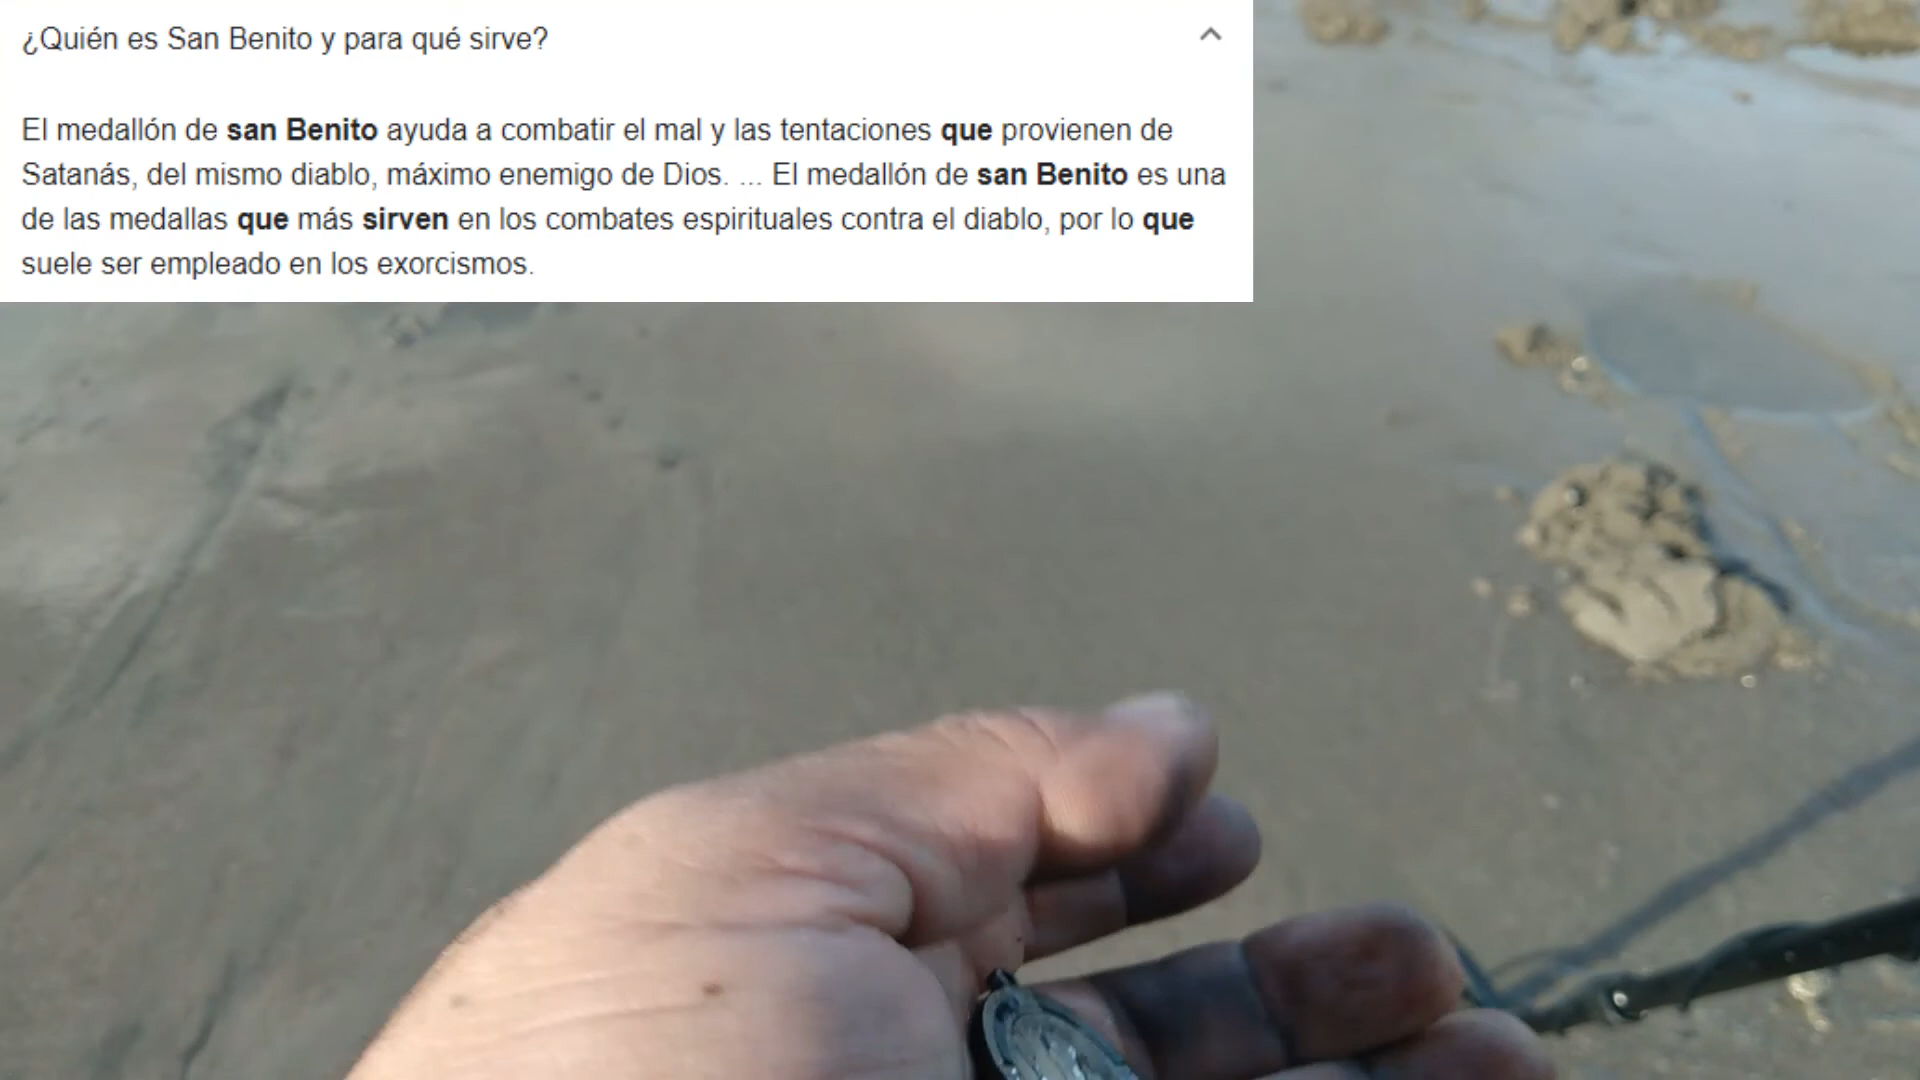 ¿Quién es San Benito y para qué sirve?
El medallón de san Benito ayuda a combatir el mal y las tentaciones que provienen de
Satanás, del mismo diablo, máximo enemigo de Dios. ... El medallón de san Benito es una
de las medallas que más sirven en los combates espirituales contra el diablo, por lo que
suele ser empleado en los exorcismos.